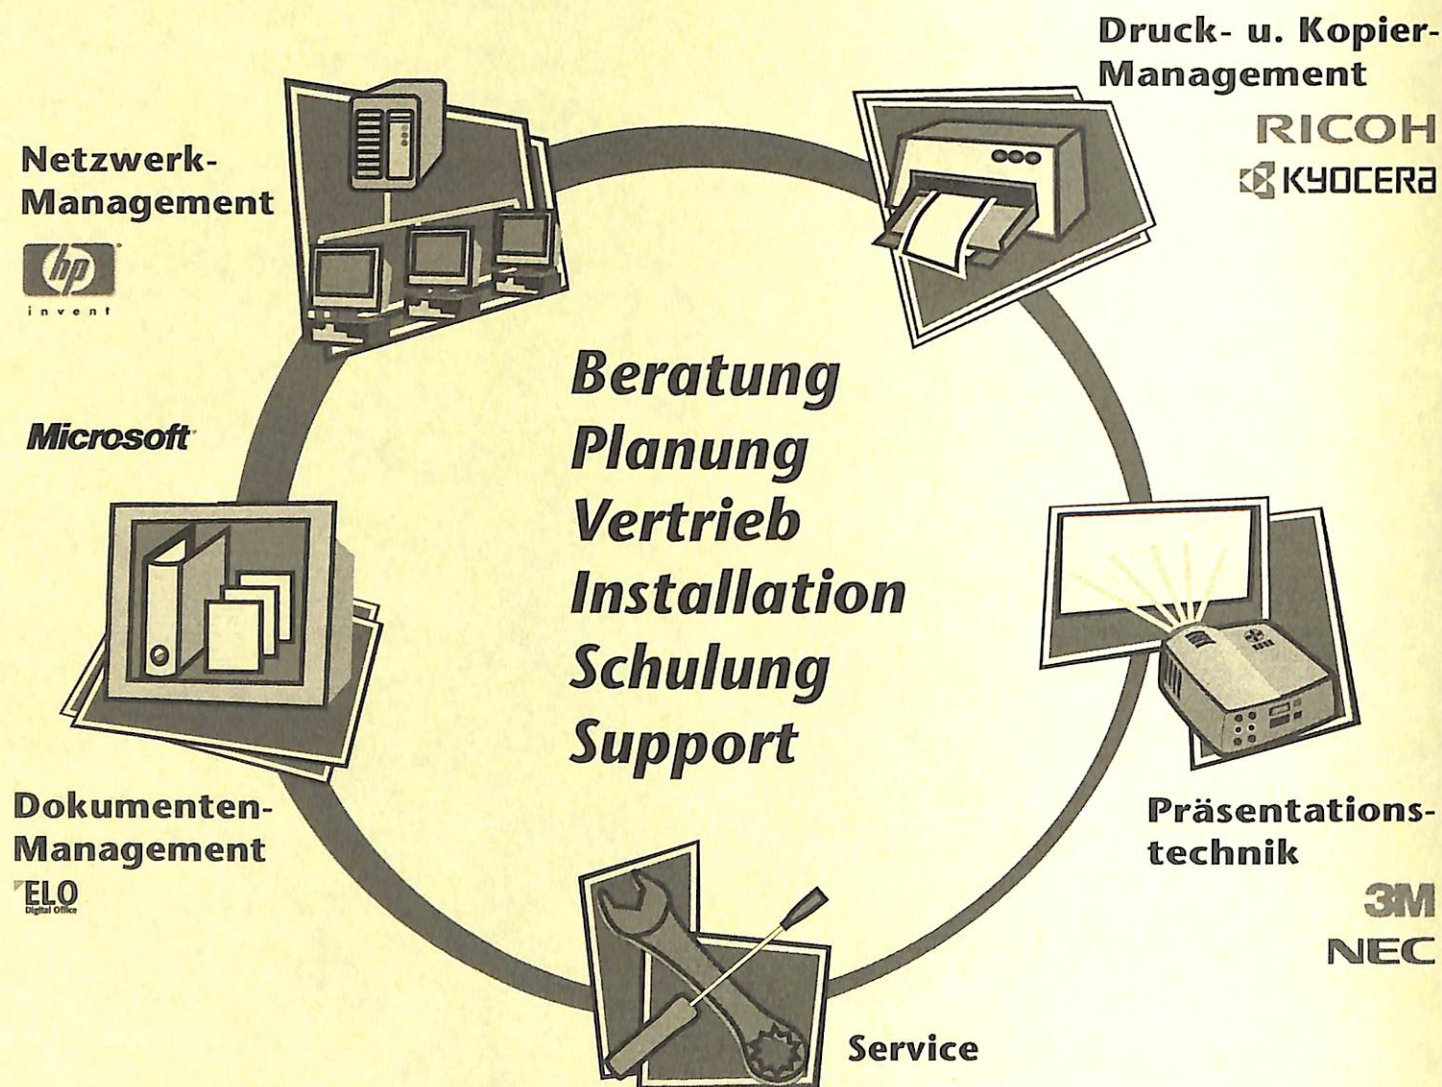 Druck- u. Kopier-
Management
RICOH
KYOCERA
Netzwerk-
Management
hp
invent
Microsoft
Beratung
Planung
Vertrieb
Installation
Schulung
Support
Dokumenten-
Management
ELO
Digital Office
Präsentations-
technik
3M
NEC
Service